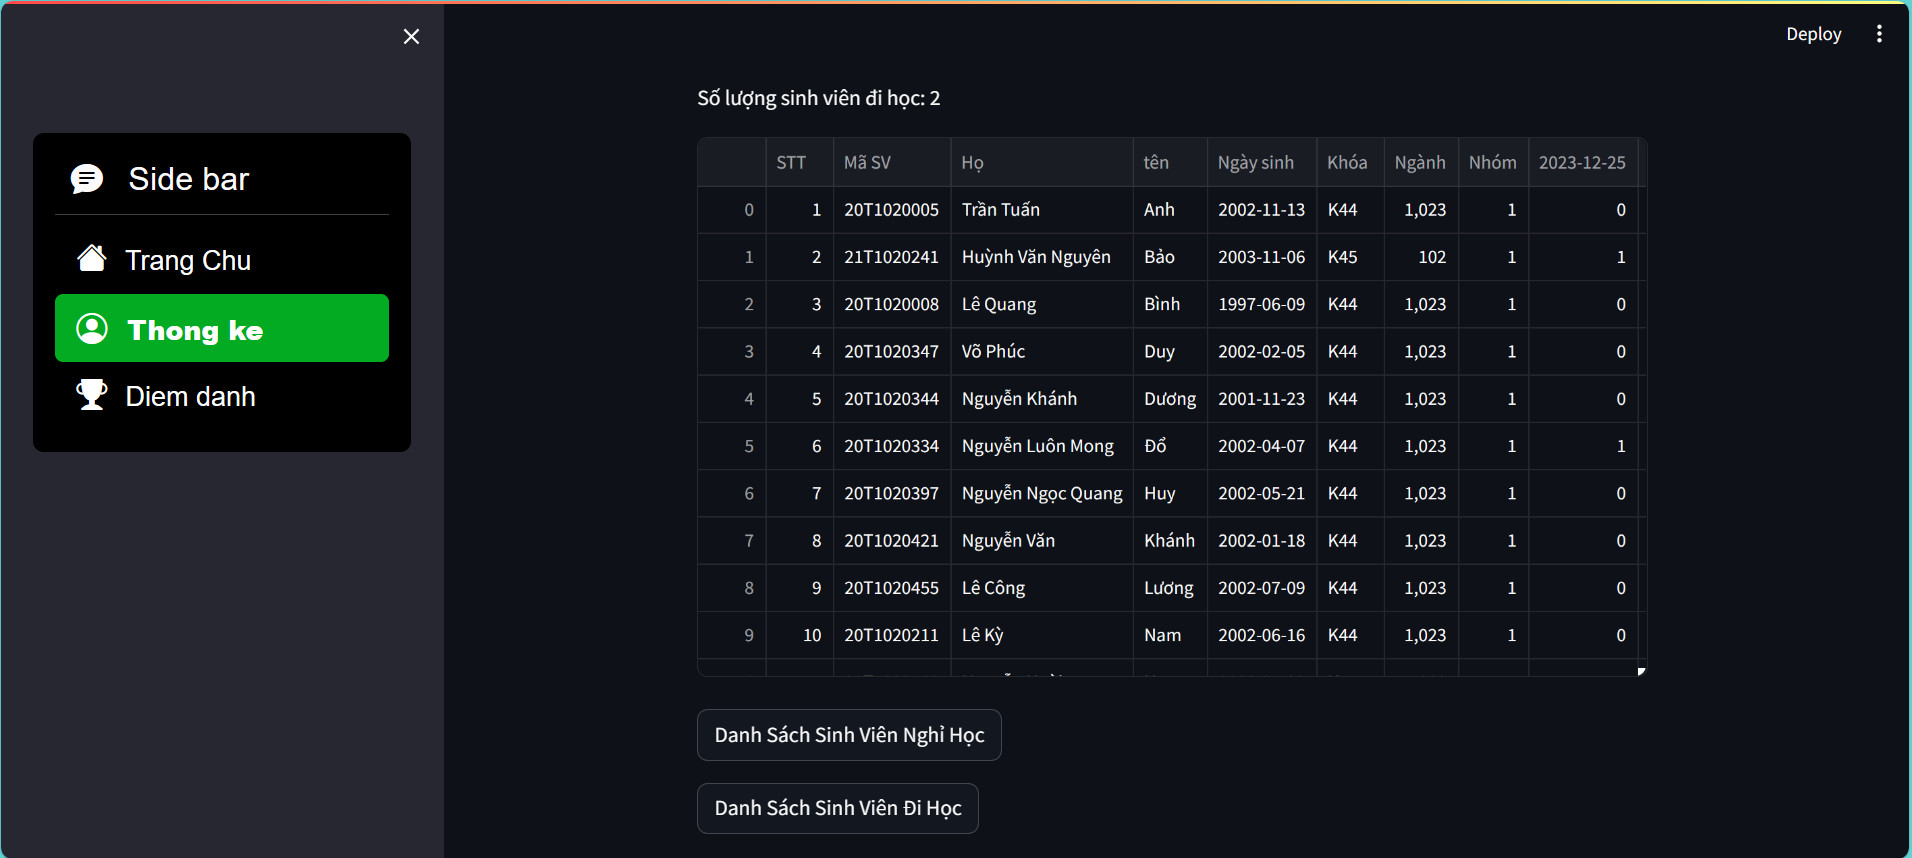 Deploy
Side bar
Trang Chu
Thong ke
Diem danh
Số lượng sinh viên đi học: 2
STT Mã SV Họ tên Ngày sinh Khóa Ngành Nhóm 2023-12-25
0 1 20T1020005 Trần Tuấn Anh 2002-11-13 K44 1,023 1 0
1 2 21T1020241 Huỳnh Văn Nguyên Bảo 2003-11-06 K45 102 1 1
2 3 20T1020008 Lê Quang Bình 1997-06-09 K44 1,023 1 0
3 4 20T1020347 Võ Phúc Duy 2002-02-05 K44 1,023 1 0
4 5 20T1020344 Nguyễn Khánh Dương 2001-11-23 K44 1,023 1 0
5 6 20T1020334 Nguyễn Luôn Mong Đổ 2002-04-07 K44 1,023 1 1
6 7 20T1020397 Nguyễn Ngọc Quang Huy 2002-05-21 K44 1,023 1 0
7 8 20T1020421 Nguyễn Văn Khánh 2002-01-18 K44 1,023 1 0
8 9 20T1020455 Lê Công Lương 2002-07-09 K44 1,023 1 0
9 10 20T1020211 Lê Kỳ Nam 2002-06-16 K44 1,023 1 0
Danh Sách Sinh Viên Nghỉ Học
Danh Sách Sinh Viên Đi Học